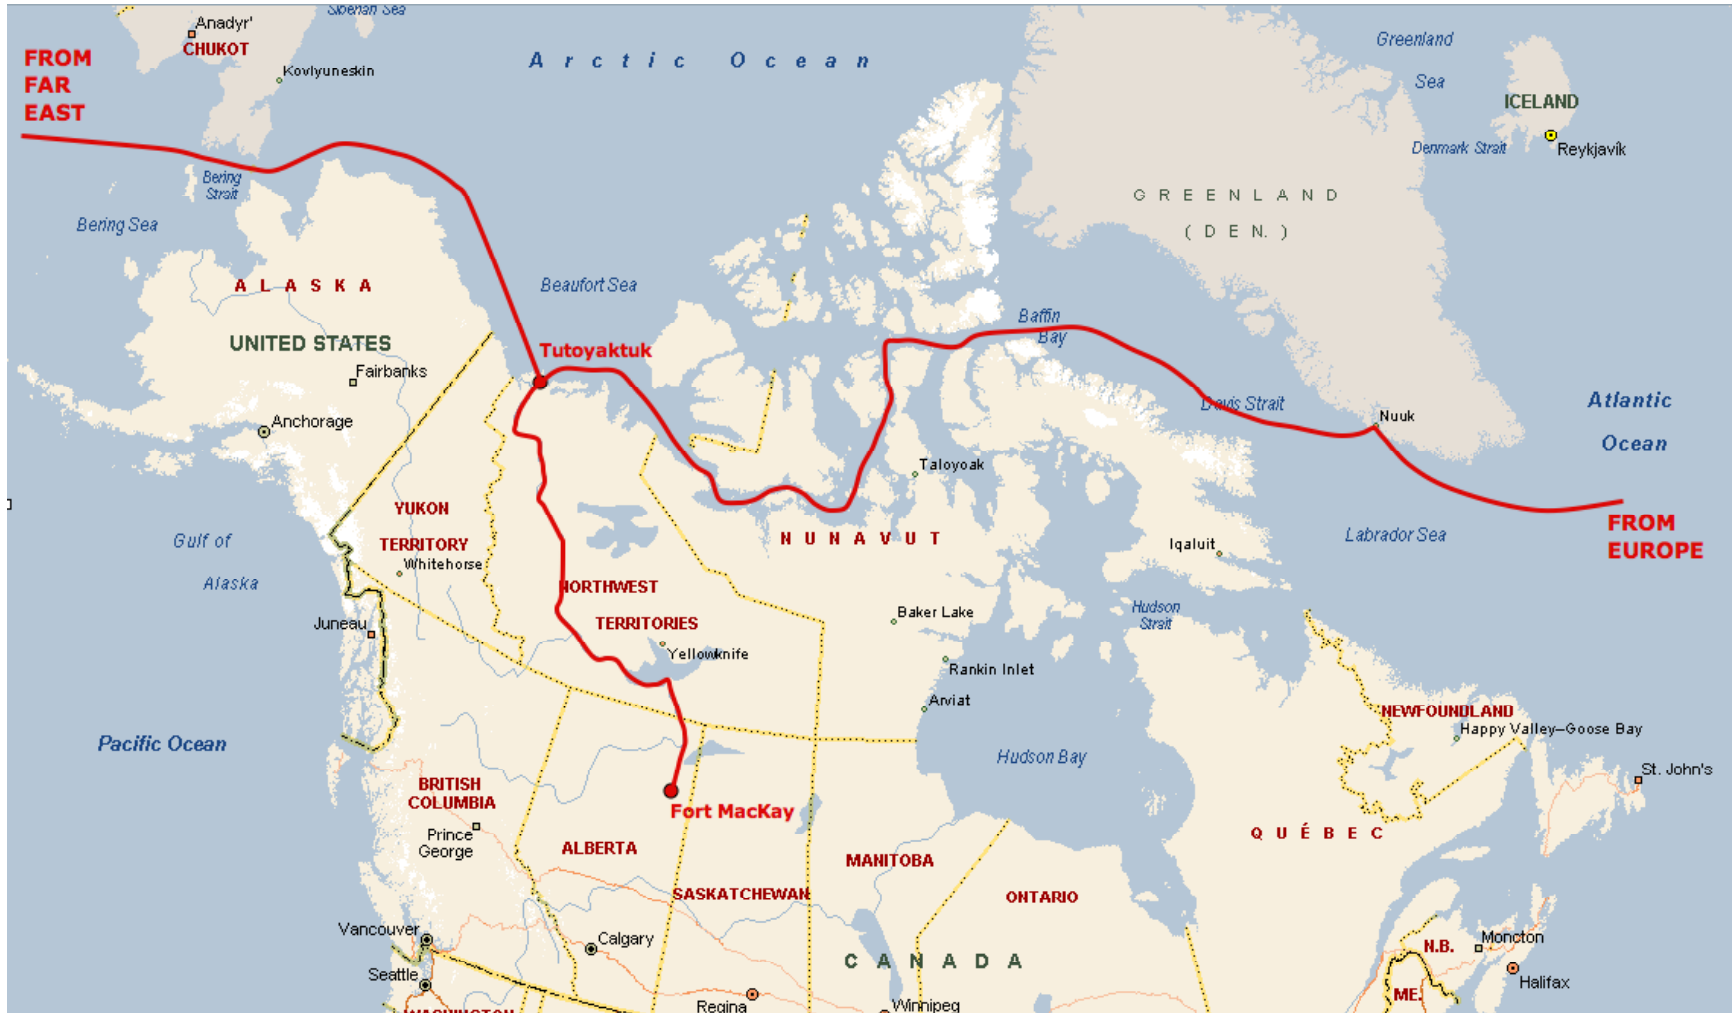 Siberian Sea
Anadyr'
CHUKOT
Kovlyuneskin
FROM
FAR
EAST
Arctic Ocean
Greenland
Sea
ICELAND
Reykjavík
Denmark Strait
Bering
Strait
Bering Sea
GREENLAND
(DEN.)
ALASKA
Beaufort Sea
Baffin
Bay
UNITED STATES
Tutoyaktuk
Fairbanks
Anchorage
Davis Strait
Nuuk
Atlantic
Ocean
Taloyoak
YUKON
TERRITORY
Whitehorse
NUNAVUT
Iqaluit
Labrador Sea
FROM
EUROPE
Gulf of
Alaska
NORTHWEST
TERRITORIES
Yellowknife
Baker Lake
Hudson
Strait
Juneau
Rankin Inlet
Arviat
NEWFOUNDLAND
Happy Valley–Goose Bay
Pacific Ocean
Hudson Bay
St. John's
BRITISH
COLUMBIA
Prince
George
Fort MacKay
ALBERTA
MANITOBA
QUÉBEC
SASKATCHEWAN
ONTARIO
Vancouver
Calgary
CANADA
N.B.
Moncton
Seattle
Halifax
ME.
Regina
Winnipeg
WASHINGTON